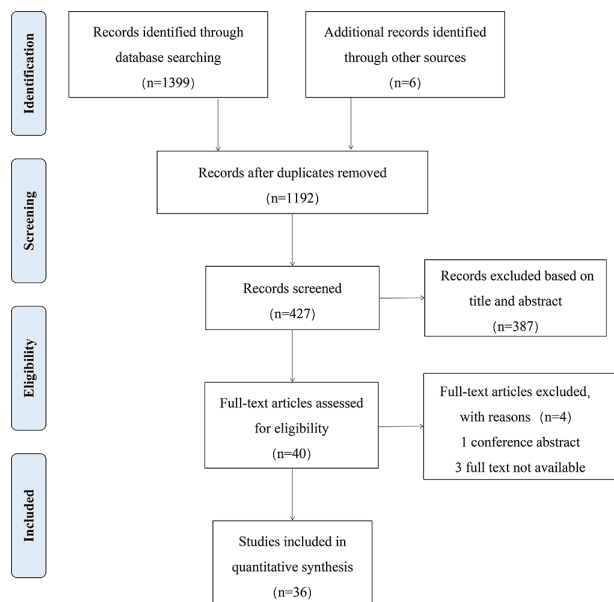 Identification
Records identified through
database searching
(n=1399)
Additional records identified
through other sources
(n=6)
Screening
Records after duplicates removed
(n=1192)
Records screened
(n=427)
Records excluded based on
title and abstract
(n=387)
Eligibility
Full-text articles assessed
for eligibility
(n=40)
Full-text articles excluded,
with reasons (n=4)
1 conference abstract
3 full text not available
Included
Studies included in
quantitative synthesis
(n=36)